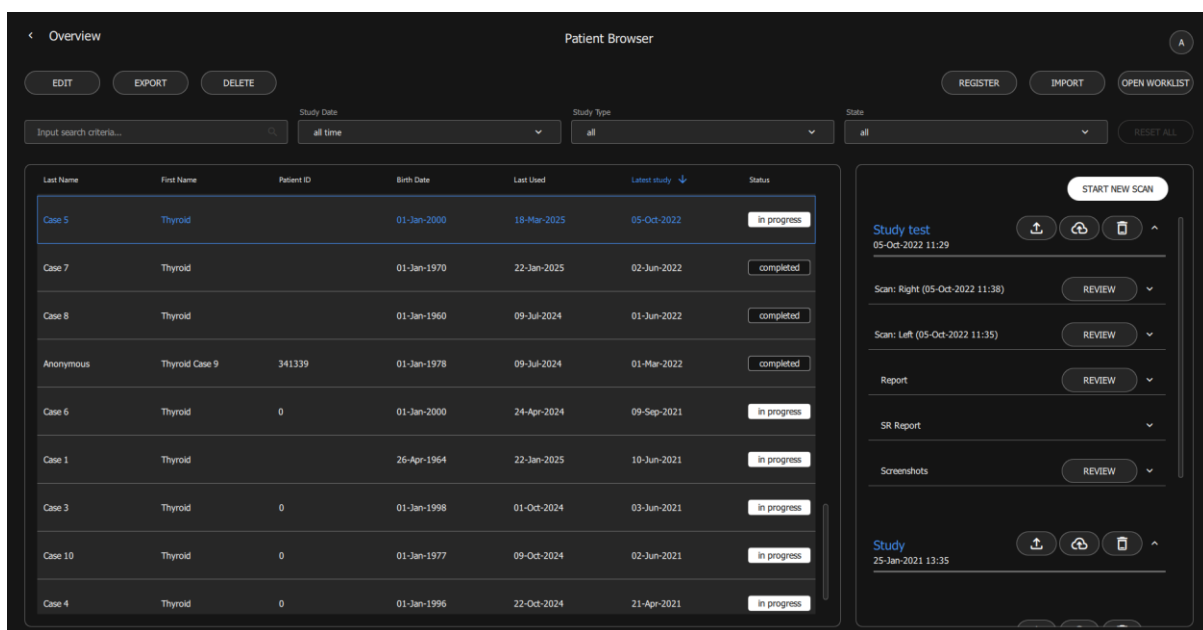 Overview
Patient Browser
A
EDIT EXPORT DELETE
REGISTER IMPORT OPEN WORKLIST
Study Date Study Type State
Input search criteria... all time all all RESET ALL
Last Name First Name Patient ID Birth Date Last Used Latest study Status
Case 5 Thyroid 01-Jan-2000 18-Mar-2025 05-Oct-2022 in progress
Case 7 Thyroid 01-Jan-1970 22-Jan-2025 02-Jun-2022 completed
Case 8 Thyroid 01-Jan-1960 09-Jul-2024 01-Jun-2022 completed
Anonymous Thyroid Case 9 341339 01-Jan-1978 09-Jul-2024 01-Mar-2022 completed
Case 6 Thyroid 0 01-Jan-2000 24-Apr-2024 09-Sep-2021 in progress
Case 1 Thyroid 26-Apr-1964 22-Jan-2025 10-Jun-2021 in progress
Case 3 Thyroid 0 01-Jan-1998 01-Oct-2024 03-Jun-2021 in progress
Case 10 Thyroid 0 01-Jan-1977 09-Oct-2024 02-Jun-2021 in progress
Case 4 Thyroid 0 01-Jan-1996 22-Oct-2024 21-Apr-2021 in progress
START NEW SCAN
Study test
05-Oct-2022 11:29
Scan: Right (05-Oct-2022 11:38) REVIEW
Scan: Left (05-Oct-2022 11:35) REVIEW
Report REVIEW
SR Report
Screenshots REVIEW
Study
25-Jan-2021 13:35